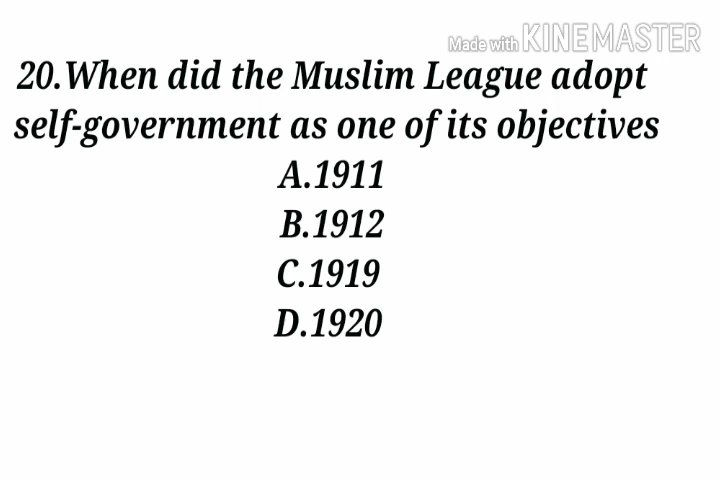 Made with KINEMASTER
20.When did the Muslim League adopt
self-government as one of its objectives
A.1911
B.1912
C.1919
D.1920